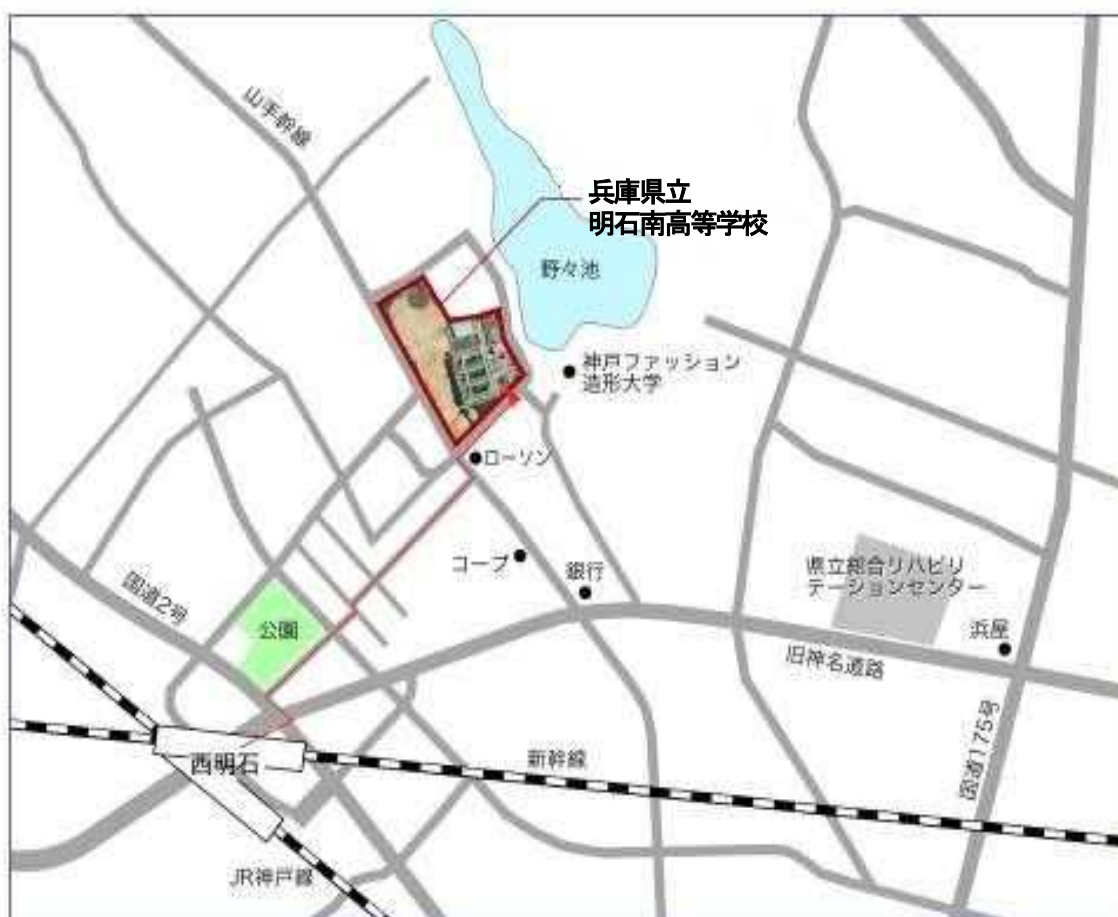 山手幹線
兵庫県立
明石南高等学校
野々池
神戸ファッション
造形大学
ローソン
コープ
銀行
国道2号
公園
県立総合リハビリ
テーションセンター
浜屋
旧神名道路
国道175号
西明石
新幹線
JR神戸線